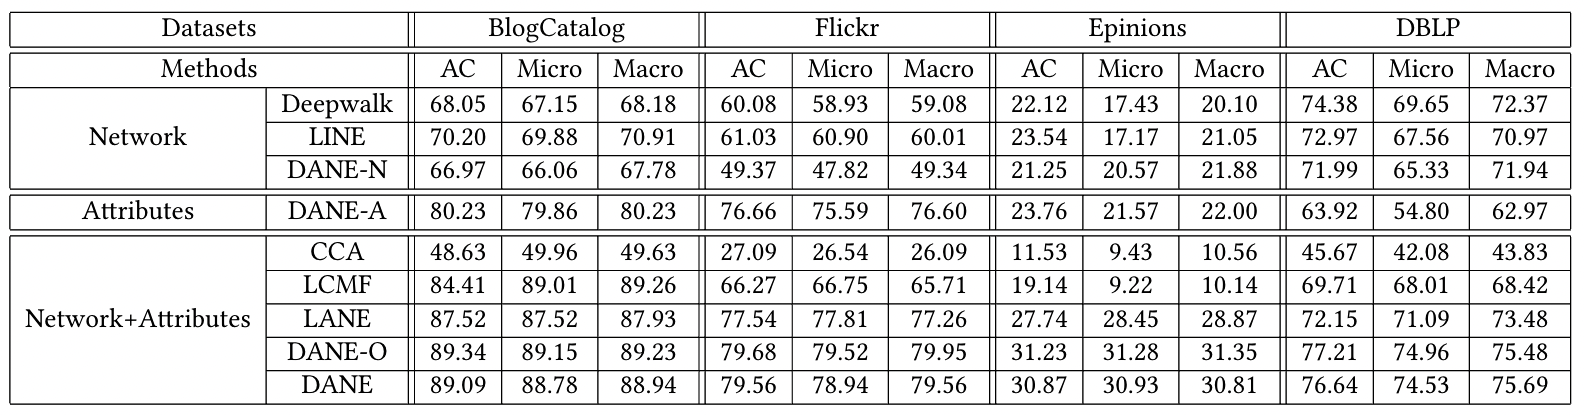 Datasets BlogCatalog Flickr Epinions DBLP
Methods AC Micro Macro AC Micro Macro AC Micro Macro AC Micro Macro
Deepwalk 68.05 67.15 68.18 60.08 58.93 59.08 22.12 17.43 20.10 74.38 69.65 72.37
Network LINE 70.20 69.88 70.91 61.03 60.90 60.01 23.54 17.17 21.05 72.97 67.56 70.97
DANE-N 66.97 66.06 67.78 49.37 47.82 49.34 21.25 20.57 21.88 71.99 65.33 71.94
Attributes DANE-A 80.23 79.86 80.23 76.66 75.59 76.60 23.76 21.57 22.00 63.92 54.80 62.97
CCA 48.63 49.96 49.63 27.09 26.54 26.09 11.53 9.43 10.56 45.67 42.08 43.83
LCMF 84.41 89.01 89.26 66.27 66.75 65.71 19.14 9.22 10.14 69.71 68.01 68.42
Network+Attributes LANE 87.52 87.52 87.93 77.54 77.81 77.26 27.74 28.45 28.87 72.15 71.09 73.48
DANE-O 89.34 89.15 89.23 79.68 79.52 79.95 31.23 31.28 31.35 77.21 74.96 75.48
DANE 89.09 88.78 88.94 79.56 78.94 79.56 30.87 30.93 30.81 76.64 74.53 75.69